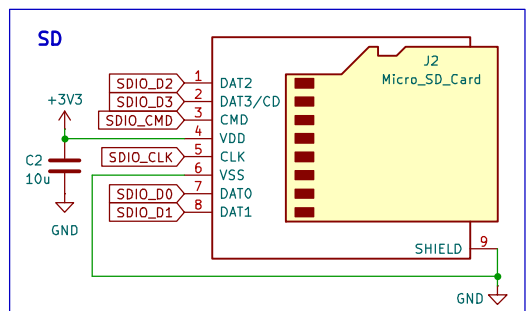 SD
J2
Micro_SD_Card
SDIO_D2 1 DAT2
SDIO_D3 2 DAT3/CD
SDIO_CMD 3 CMD
+3V3
4 VDD
SDIO_CLK 5 CLK
C2
10u
6 VSS
SDIO_D0 7 DAT0
SDIO_D1 8 DAT1
GND
SHIELD 9
GND